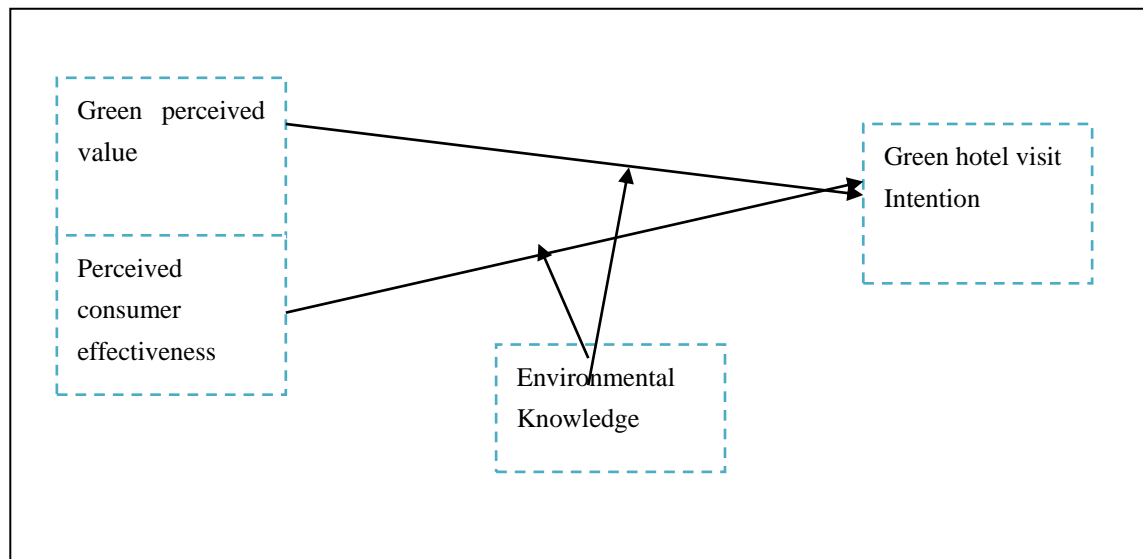 Green perceived
value
Perceived
consumer
effectiveness
Green hotel visit
Intention
Environmental
Knowledge